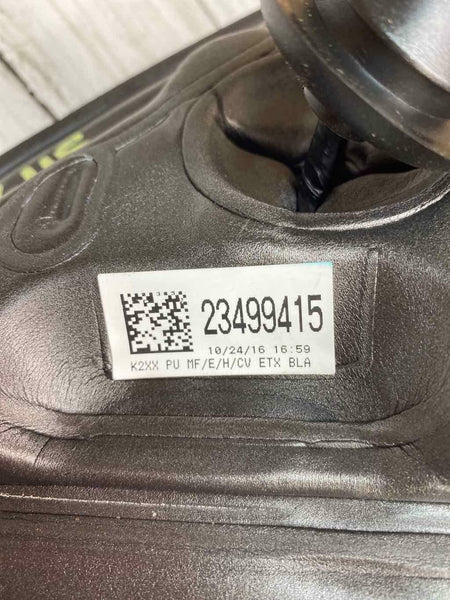 23499415
10/24/16 16:59
K2XX PU MF/E/H/CV ETX BLA